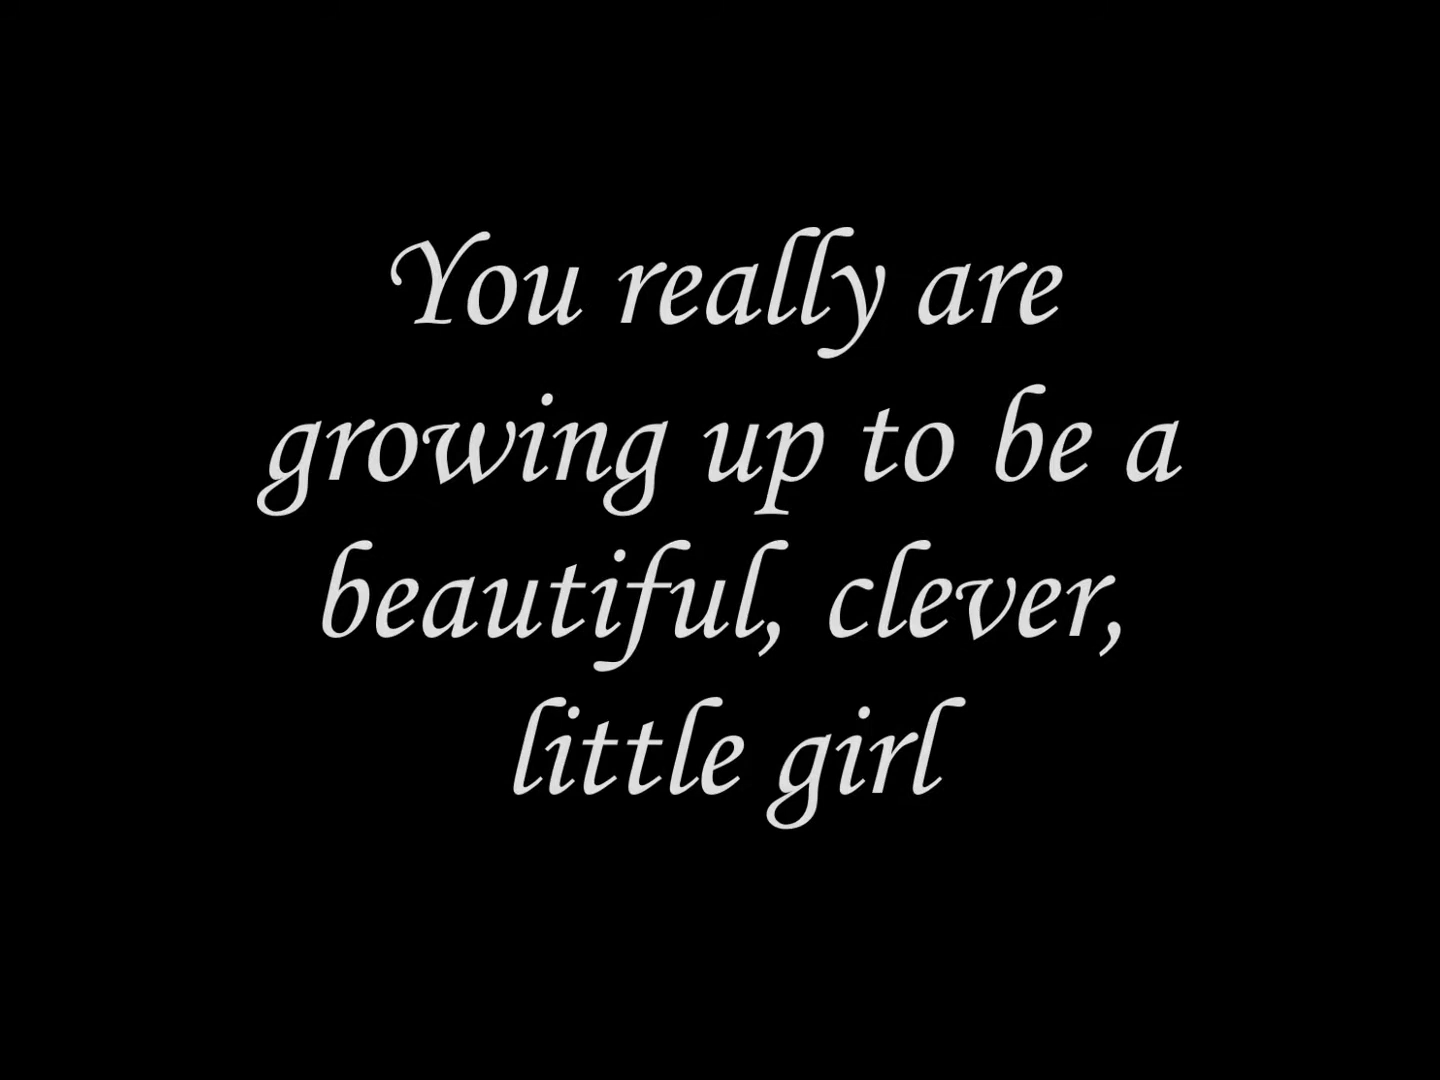 You really are
growing up to be a
beautiful, clever,
little girl